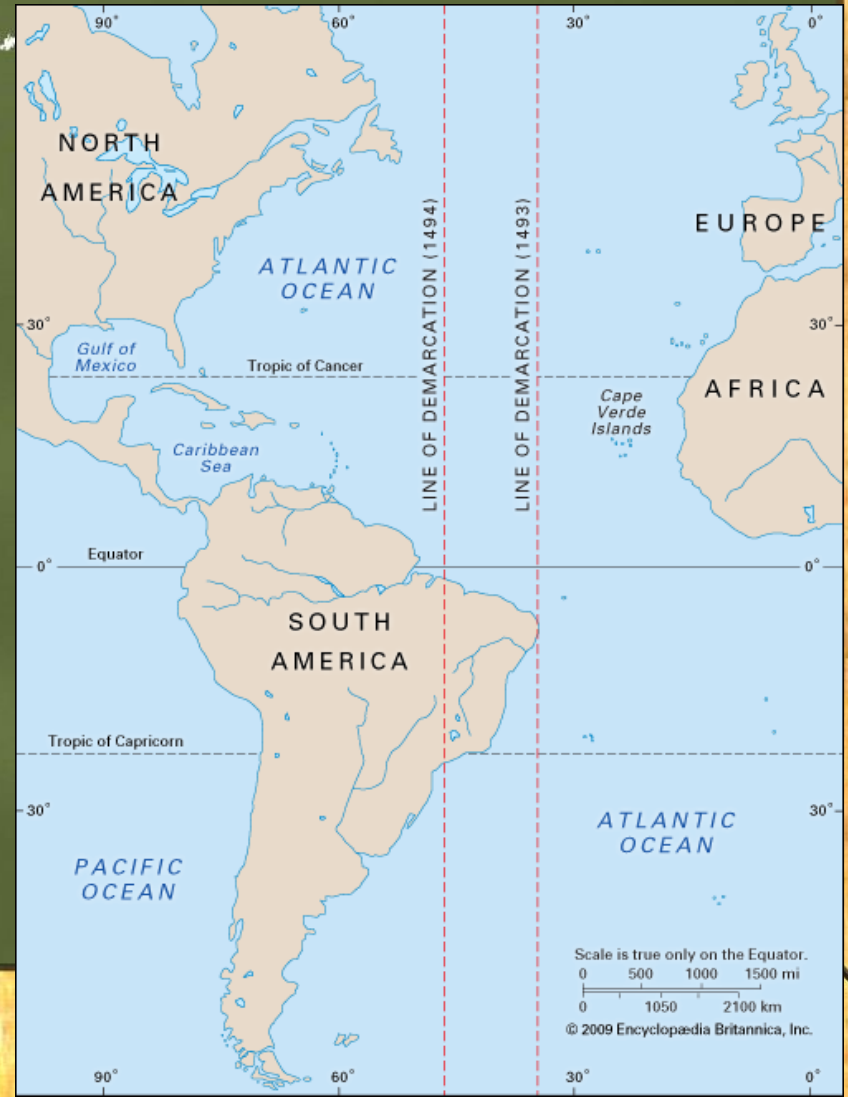 90°
60°
30°
0°
NORTH
AMERICA
EUROPE
ATLANTIC
OCEAN
LINE OF DEMARCATION (1494)
LINE OF DEMARCATION (1493)
30°
30°
Gulf of
Mexico
Tropic of Cancer
AFRICA
Cape
Verde
Islands
Caribbean
Sea
Equator
0°
0°
SOUTH
AMERICA
Tropic of Capricorn
30°
30°
ATLANTIC
OCEAN
PACIFIC
OCEAN
Scale is true only on the Equator.
0 500 1000 1500 mi
0 1050 2100 km
© 2009 Encyclopædia Britannica, Inc.
90°
60°
30°
0°